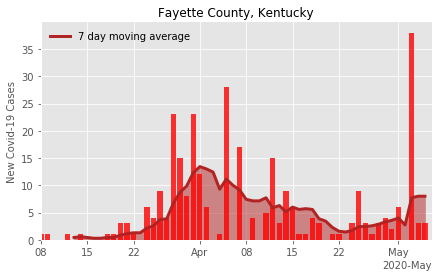 Fayette County, Kentucky
7 day moving average
New Covid-19 Cases
35
30
25
20
15
10
5
0
08
15
22
Apr
08
15
22
May
2020-May